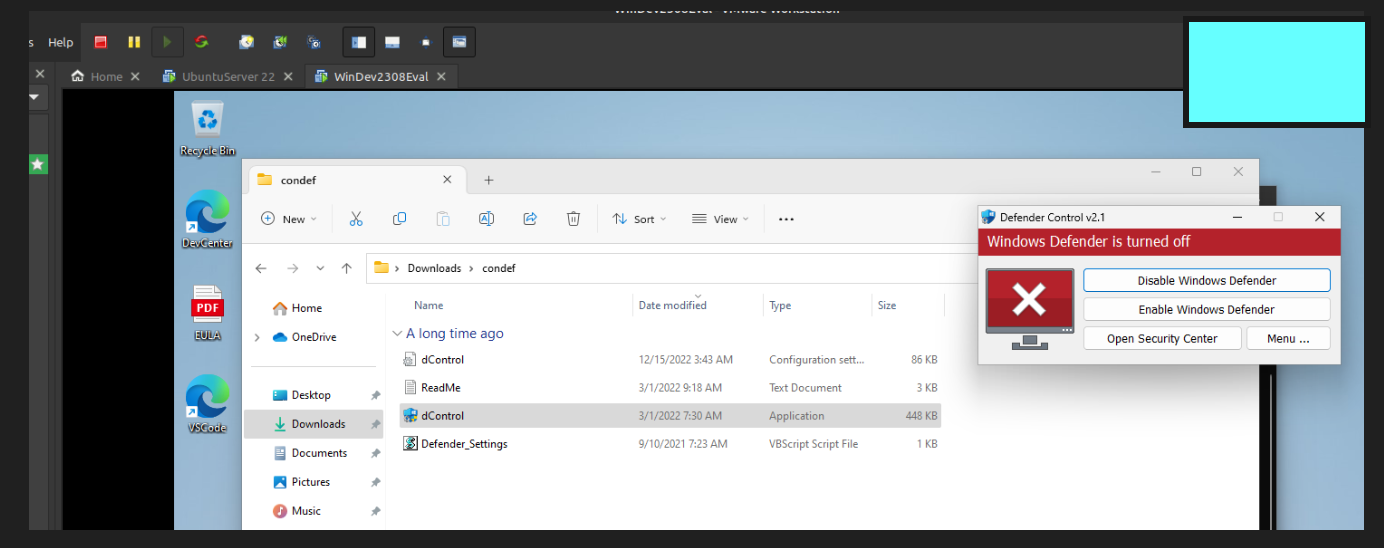 WinDev2308Eval - VMware Workstation
s Help
Home
UbuntuServer 22
WinDev2308Eval
Recycle Bin
DevCenter
PDF
EULA
VSCode
condef
New
Sort
View
Downloads > condef
Home
OneDrive
Desktop
Downloads
Documents
Pictures
Music
Name Date modified Type Size
A long time ago
dControl 12/15/2022 3:43 AM Configuration sett... 86 KB
ReadMe 3/1/2022 9:18 AM Text Document 3 KB
dControl 3/1/2022 7:30 AM Application 448 KB
Defender_Settings 9/10/2021 7:23 AM VBScript Script File 1 KB
Defender Control v2.1
Windows Defender is turned off
Disable Windows Defender
Enable Windows Defender
Open Security Center
Menu ...